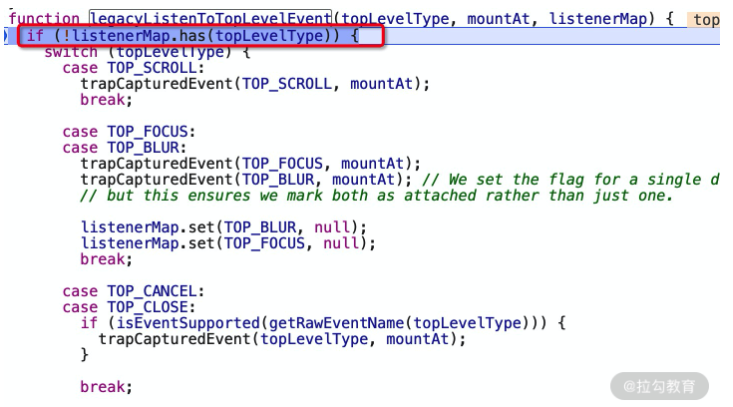 function legacyListenToTopLevelEvent(topLevelType, mountAt, listenerMap) { top
if (!listenerMap.has(topLevelType)) {
switch (topLevelType) {
case TOP_SCROLL:
trapCapturedEvent(TOP_SCROLL, mountAt);
break;
case TOP_FOCUS:
case TOP_BLUR:
trapCapturedEvent(TOP_FOCUS, mountAt);
trapCapturedEvent(TOP_BLUR, mountAt); // We set the flag for a single d
// but this ensures we mark both as attached rather than just one.
listenerMap.set(TOP_BLUR, null);
listenerMap.set(TOP_FOCUS, null);
break;
case TOP_CANCEL:
case TOP_CLOSE:
if (isEventSupported(getRawEventName(topLevelType))) {
trapCapturedEvent(topLevelType, mountAt);
}
break;
@拉勾教育